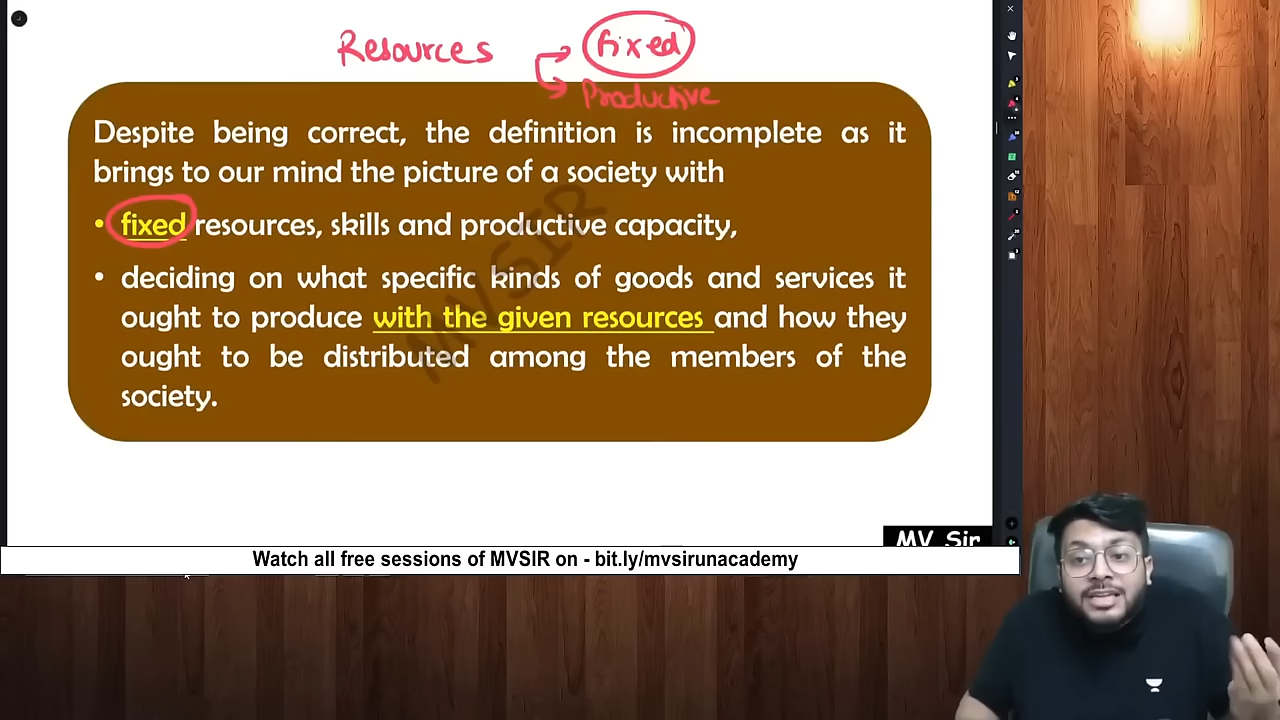 Resources
fixed
Productive
Despite being correct, the definition is incomplete as it
brings to our mind the picture of a society with
• fixed resources, skills and productive capacity,
• deciding on what specific kinds of goods and services it
ought to produce with the given resources and how they
ought to be distributed among the members of the
society.
MVSIR
MV Sir
Watch all free sessions of MVSIR on - bit.ly/mvsirunacademy